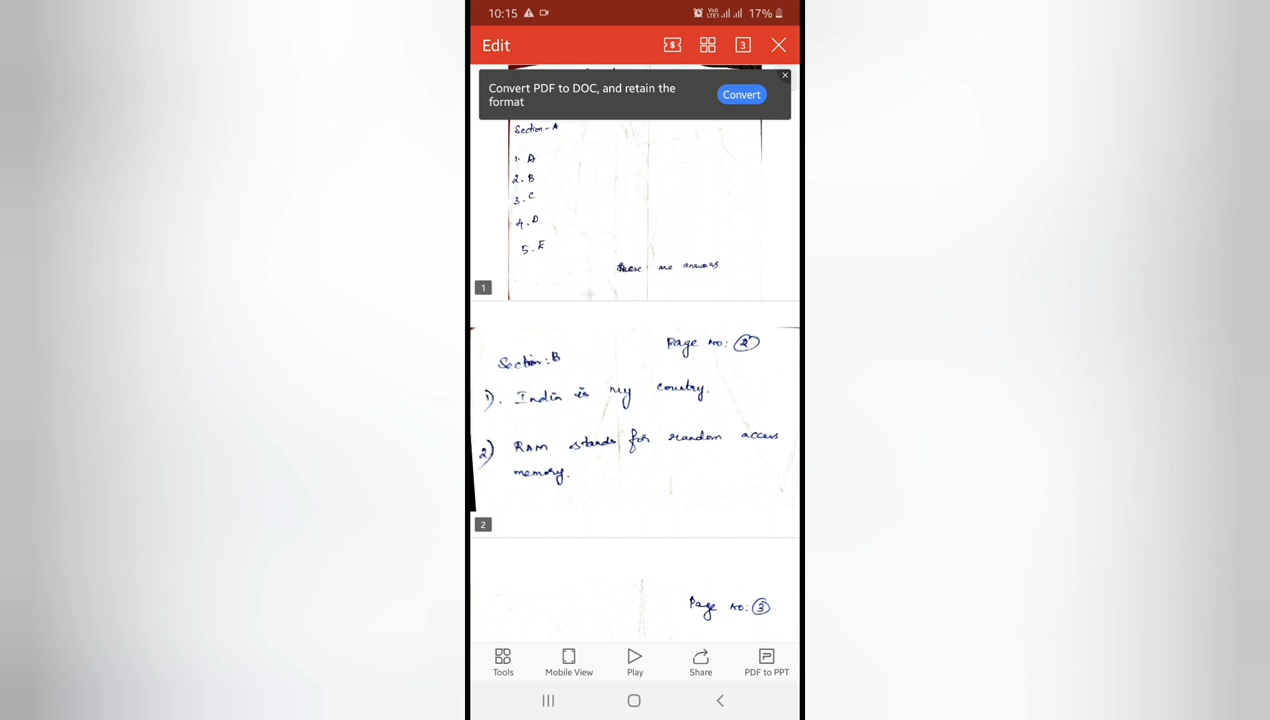 10:15 17%
Edit 3
Convert PDF to DOC, and retain the
format
Convert
Section-A
1. A
2. B
3. C
4. D
5. E
these are answers
1
Page no: 2
Section: B
1). India is my country.
2) RAM stands for random access
memory.
2
Page no: 3
Tools Mobile View Play Share PDF to PPT